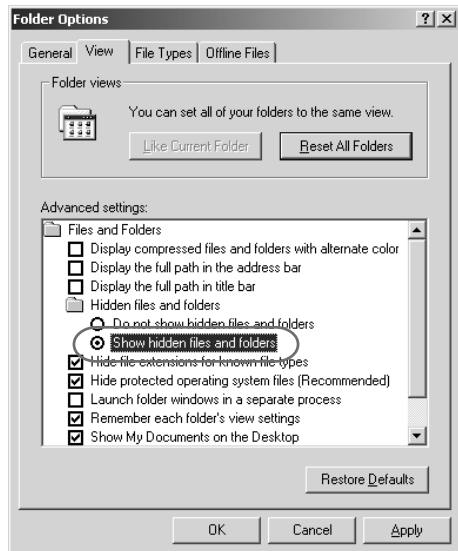 Folder Options
General View File Types Offline Files
Folder views
You can set all of your folders to the same view.
Like Current Folder Reset All Folders
Advanced settings:
Files and Folders
Display compressed files and folders with alternate color
Display the full path in the address bar
Display the full path in title bar
Hidden files and folders
Do not show hidden files and folders
Show hidden files and folders
Hide file extensions for known file types
Hide protected operating system files (Recommended)
Launch folder windows in a separate process
Remember each folder's view settings
Show My Documents on the Desktop
Restore Defaults
OK Cancel Apply